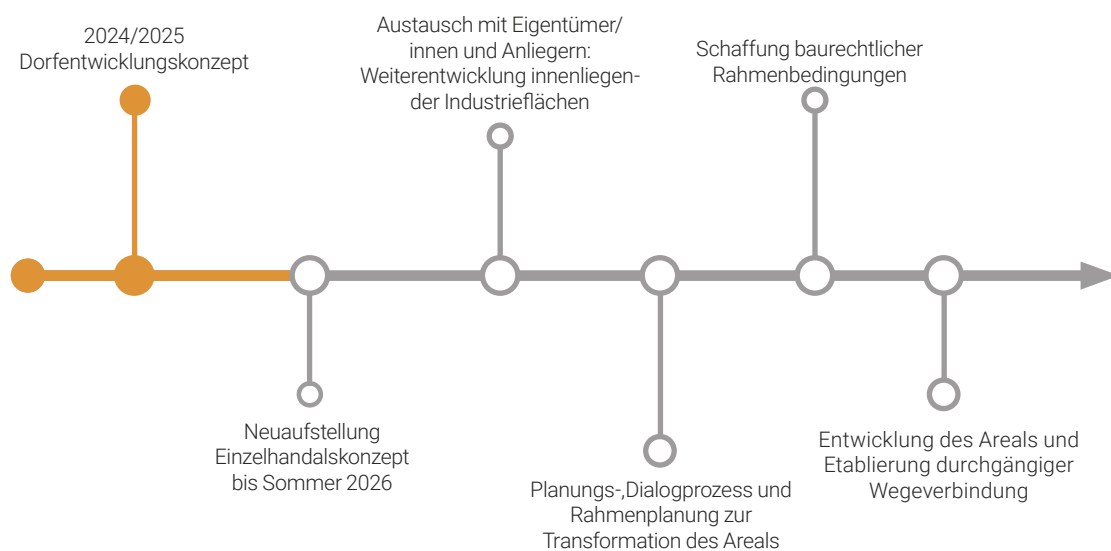 2024/2025
Dorfentwicklungskonzept
Austausch mit Eigentümer/
innen und Anliegern:
Weiterentwicklung innenliegen-
der Industrieflächen
Schaffung baurechtlicher
Rahmenbedingungen
Neuaufstellung
Einzelhandalskonzept
bis Sommer 2026
Planungs-,Dialogprozess und
Rahmenplanung zur
Transformation des Areals
Entwicklung des Areals und
Etablierung durchgängiger
Wegeverbindung